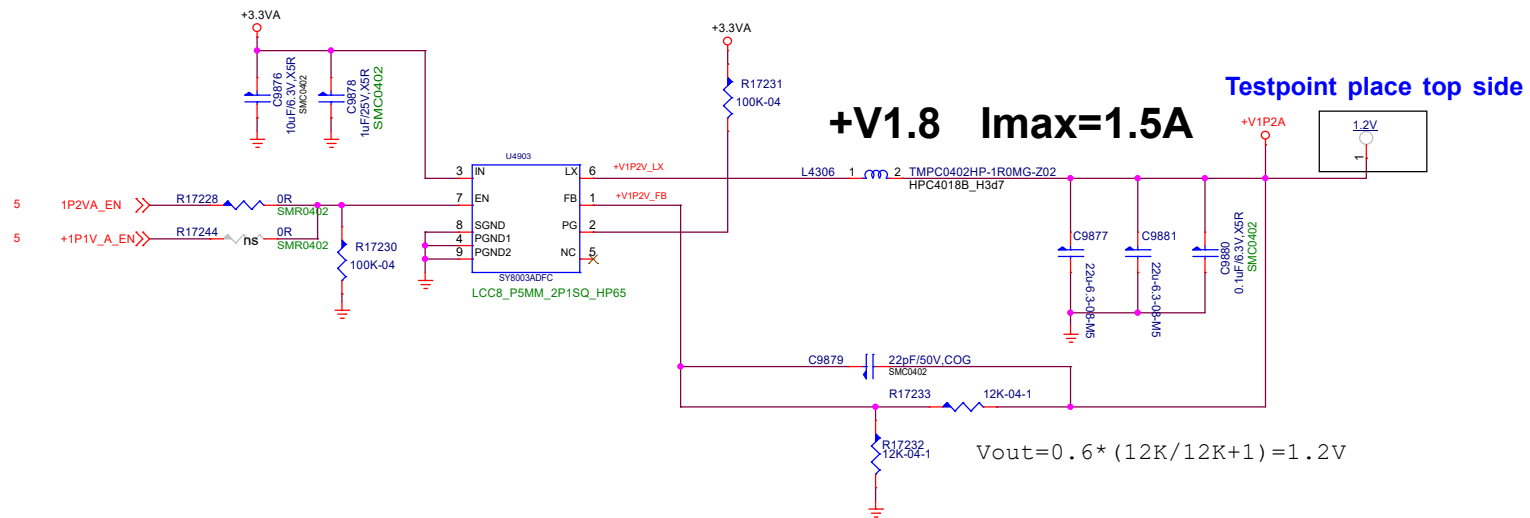 +3.3VA
+3.3VA
C9876
10uF/6.3V,X5R
SMC0402
C9878
1uF/25V,X5R
SMC0402
R17231
100K-04
+V1.8 Imax=1.5A
Testpoint place top side
+V1P2A
1.2V
1
U4903
3 IN
LX 6
+V1P2V_LX
L4306 1 2 TMPC0402HP-1R0MG-Z02
HPC4018B_H3d7
7 EN
FB 1
+V1P2V_FB
8 SGND
PG 2
4 PGND1
9 PGND2
NC 5
SY8003ADFC
LCC8_P5MM_2P1SQ_HP65
5 1P2VA_EN
R17228 0R
SMR0402
5 +1P1V_A_EN
R17244 ns 0R
SMR0402
R17230
100K-04
C9877
22u-6.3-08-M5
C9881
22u-6.3-08-M5
C9880
0.1uF/6.3V,X5R
SMC0402
C9879 22pF/50V,COG
SMC0402
R17233 12K-04-1
R17232
12K-04-1
Vout=0.6*(12K/12K+1)=1.2V